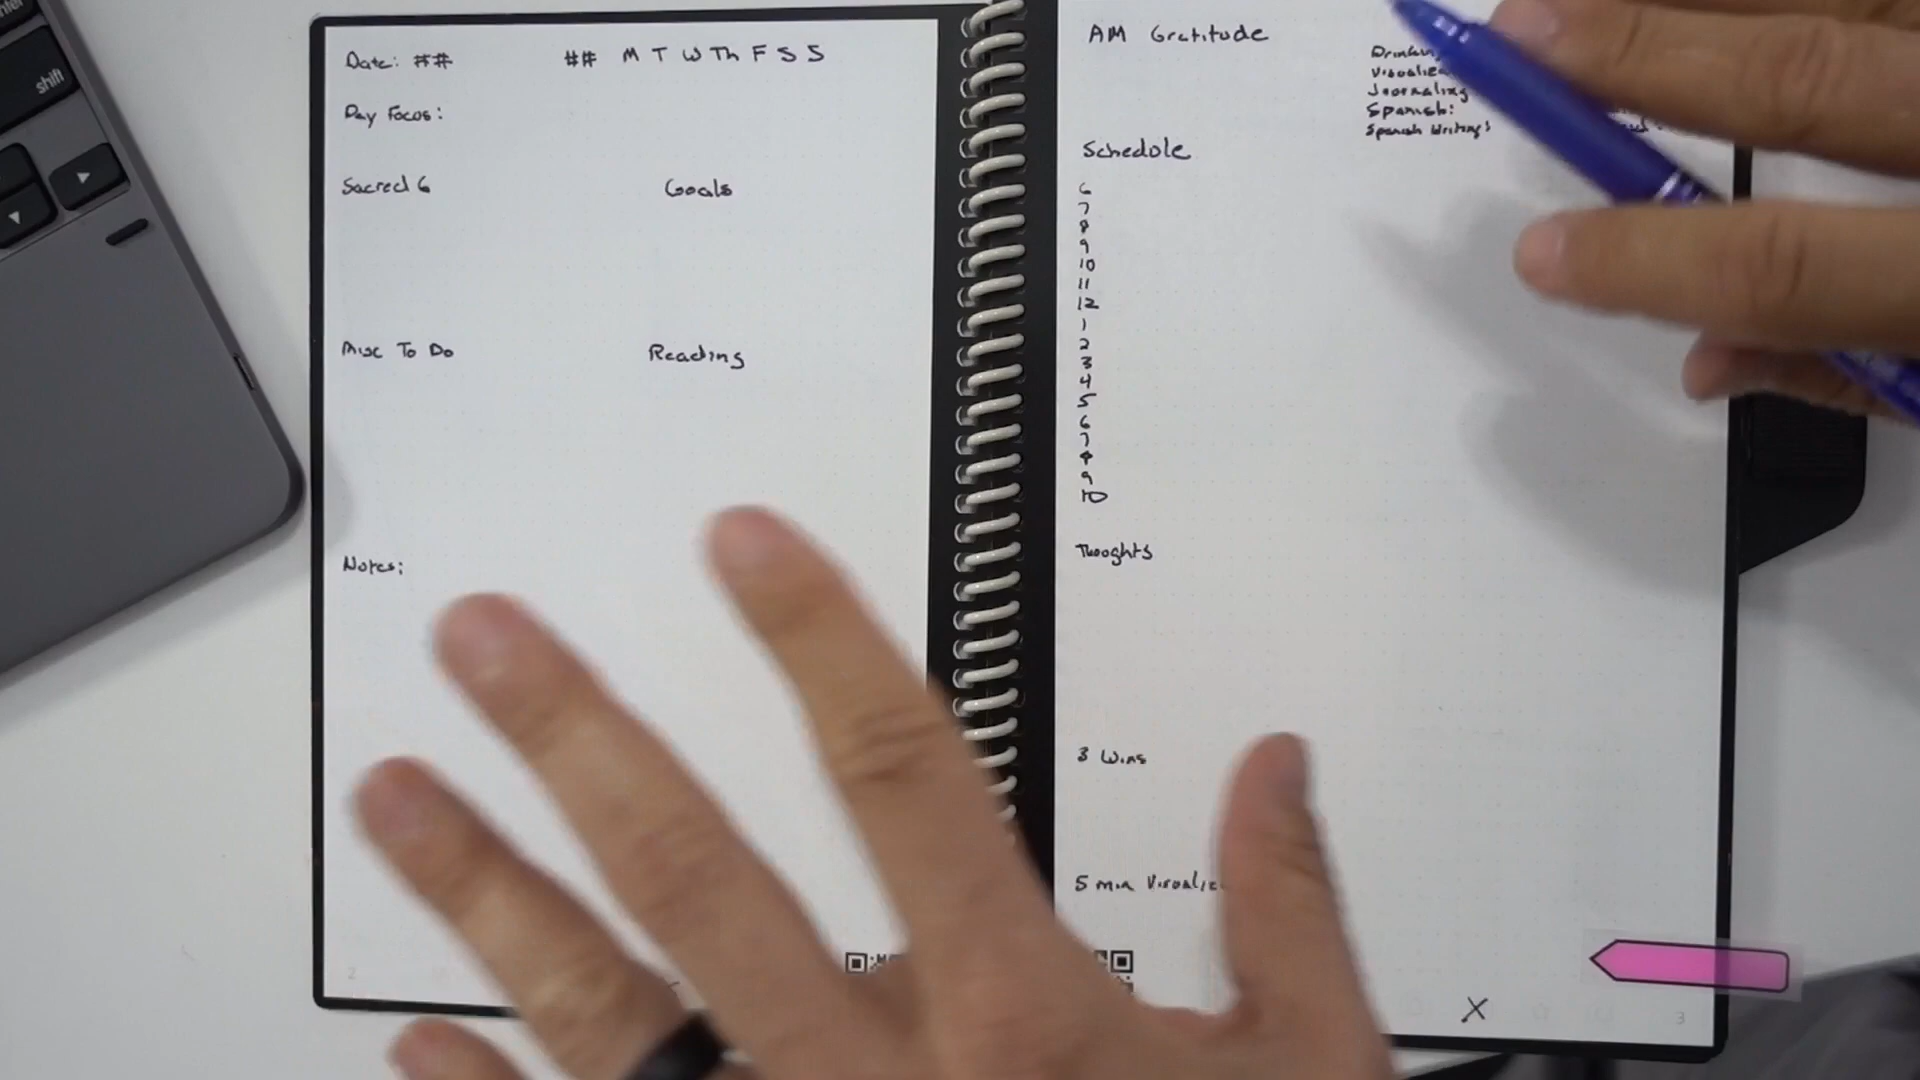 shift
Date: ## ## M T W Th F S S
Day Focus:
Sacred 6 Goals
Misc To Do Reading
Notes:
2
AM Gratitude
Journaling
Spanish:
Spanish Writing:
Schedule
6
7
8
9
10
11
12
1
2
3
4
5
6
7
8
9
10
Thoughts
3 Wins
5 min
X
3